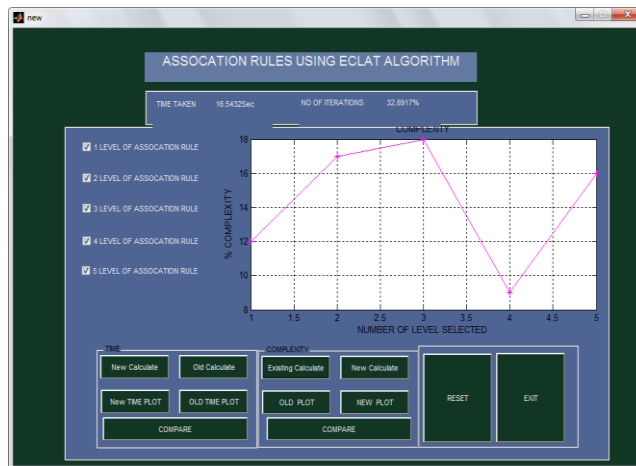 new
ASSOCATION RULES USING ECLAT ALGORITHM
TIME TAKEN 16.5432Sec NO OF ITERATIONS 32.8917%
1 LEVEL OF ASSOCATION RULE
2 LEVEL OF ASSOCATION RULE
3 LEVEL OF ASSOCATION RULE
4 LEVEL OF ASSOCATION RULE
5 LEVEL OF ASSOCATION RULE
COMPLEXITY
% COMPLEXITY
18
16
14
12
10
8
1 1.5 2 2.5 3 3.5 4 4.5 5
NUMBER OF LEVEL SELECTED
TIME
New Calculate Old Calculate
New TIME PLOT OLD TIME PLOT
COMPARE
COMPLEXITY
Existing Calculate New Calculate
OLD PLOT NEW PLOT
COMPARE
RESET EXIT